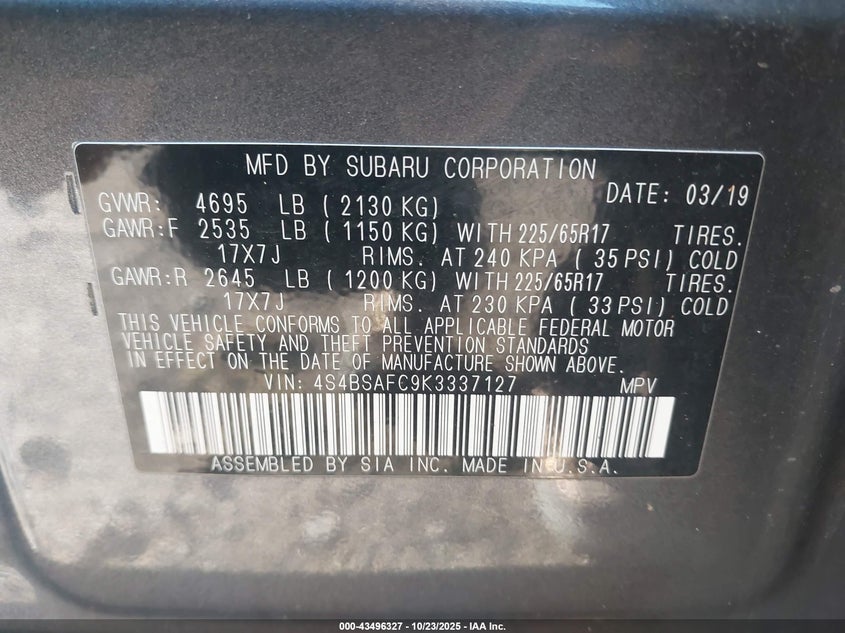 MFD BY SUBARU CORPORATION
DATE: 03/19
GVWR: 4695 LB ( 2130 KG)
GAWR:F 2535 LB ( 1150 KG) WITH 225/65R17 TIRES.
17X7J RIMS. AT 240 KPA ( 35 PSI) COLD
GAWR:R 2645 LB ( 1200 KG) WITH 225/65R17 TIRES.
17X7J RIMS. AT 230 KPA ( 33 PSI) COLD
THIS VEHICLE CONFORMS TO ALL APPLICABLE FEDERAL MOTOR
VEHICLE SAFETY AND THEFT PREVENTION STANDARDS
IN EFFECT ON THE DATE OF MANUFACTURE SHOWN ABOVE.
VIN: 4S4BSAFC9K3337127 MPV
ASSEMBLED BY SIA INC. MADE IN U.S.A.
000-43496327 - 10/23/2025 - IAA Inc.